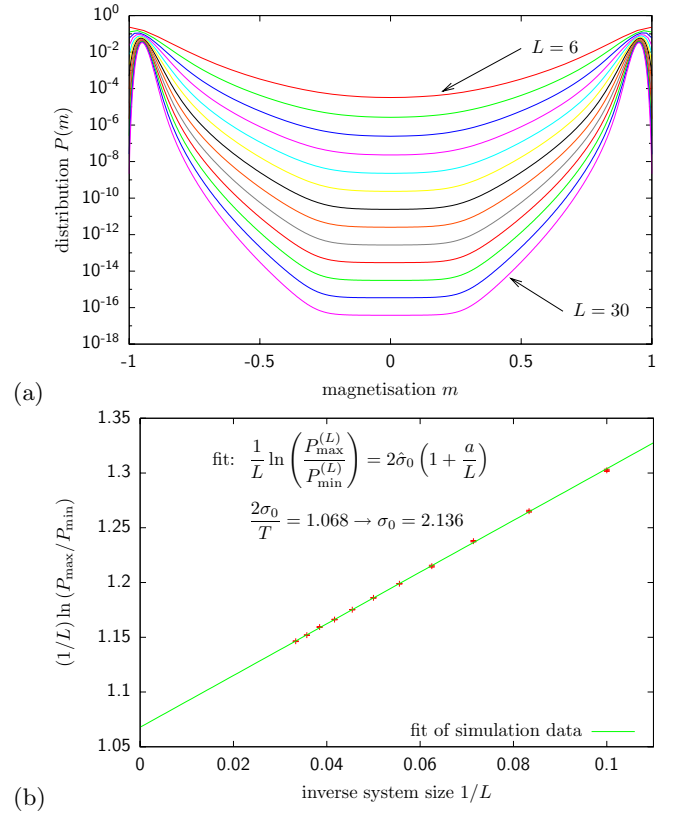 10^0
10^-2
10^-4
10^-6
10^-8
10^-10
10^-12
10^-14
10^-16
10^-18
distribution P(m)
L = 6
L = 30
-1 -0.5 0 0.5 1
magnetisation m
(a)
1.35
1.3
1.25
1.2
1.15
1.1
1.05
(1/L) ln (P_max/P_min)
fit: 1/L ln (P_max^(L) / P_min^(L)) = 2σ̂_0 (1 + a/L)
2σ_0/T = 1.068 → σ_0 = 2.136
fit of simulation data
0 0.02 0.04 0.06 0.08 0.1
inverse system size 1/L
(b)